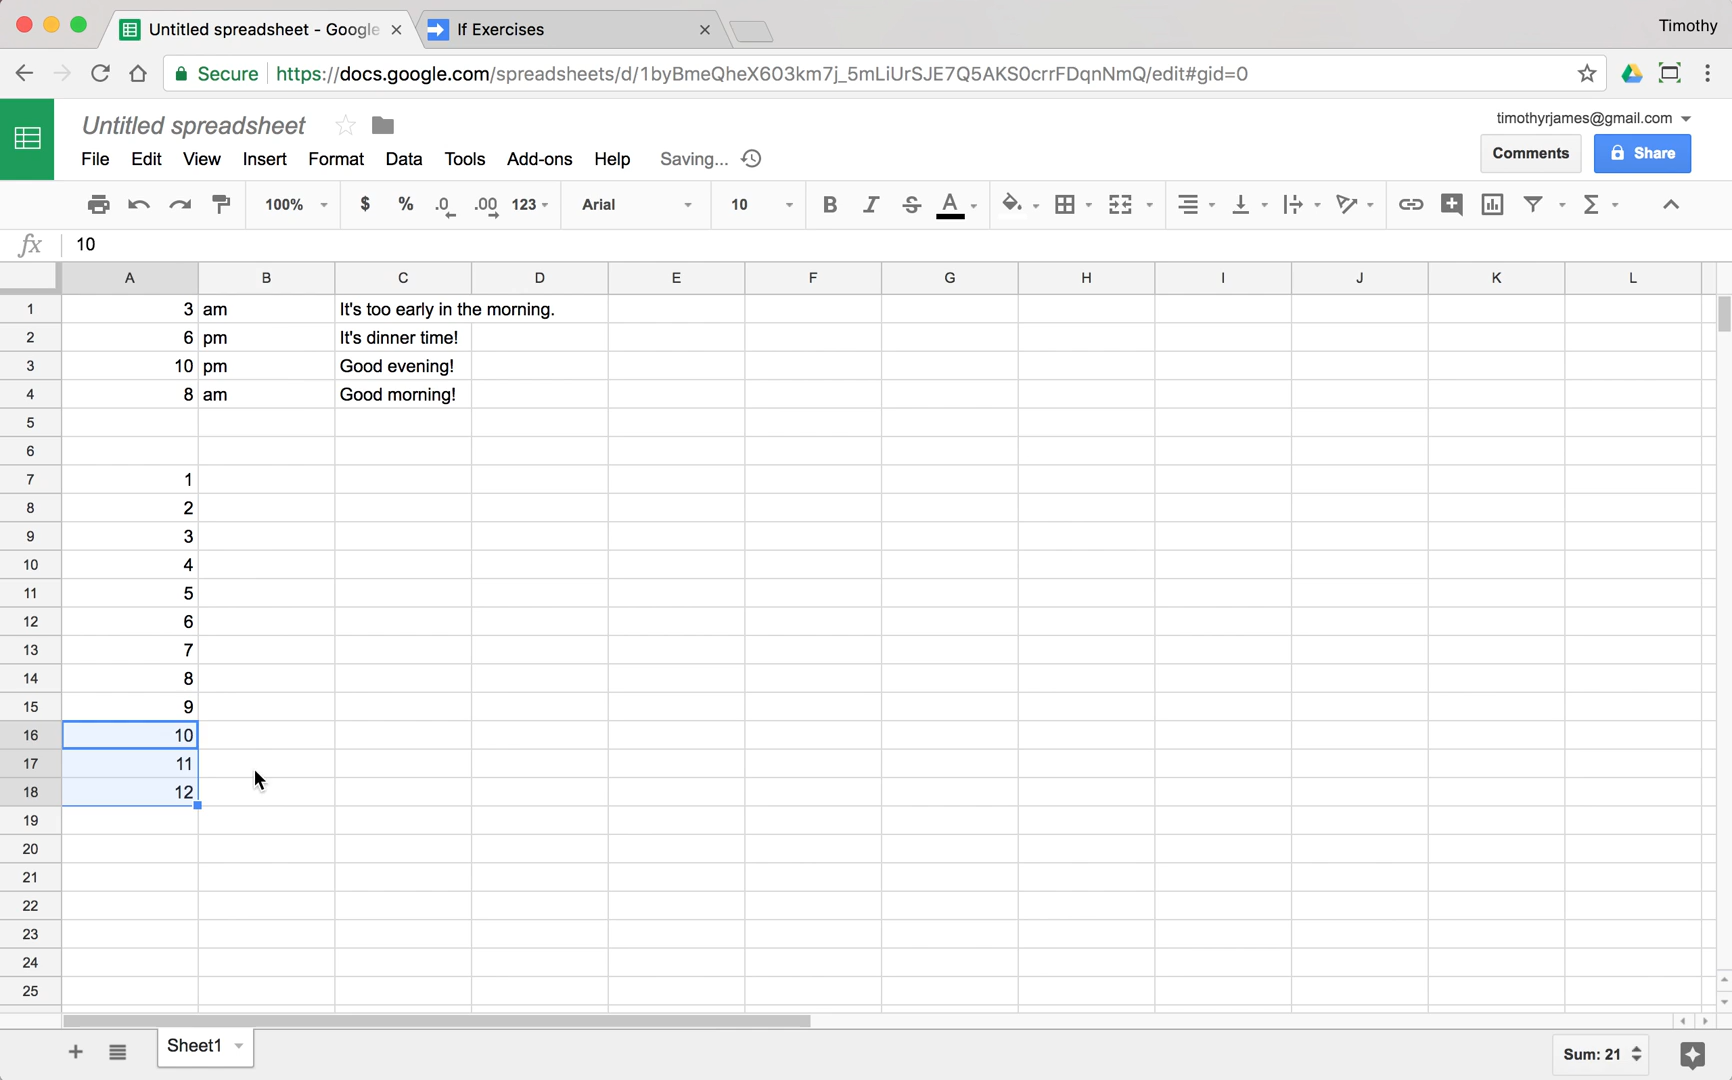 Untitled spreadsheet - Google
If Exercises
Timothy
Secure https://docs.google.com/spreadsheets/d/1byBmeQheX603km7j_5mLiUrSJE7Q5AKS0crrFDqnNmQ/edit#gid=0
Untitled spreadsheet
timothyrjames@gmail.com
File Edit View Insert Format Data Tools Add-ons Help Saving...
Comments Share
100% $ % .0 .00 123 Arial 10 B I S A Σ
fx 10
A B C D E F G H I J K L
1 3 am It's too early in the morning.
2 6 pm It's dinner time!
3 10 pm Good evening!
4 8 am Good morning!
5
6
7 1
8 2
9 3
10 4
11 5
12 6
13 7
14 8
15 9
16 10
17 11
18 12
19
20
21
22
23
24
25
Sheet1
Sum: 21